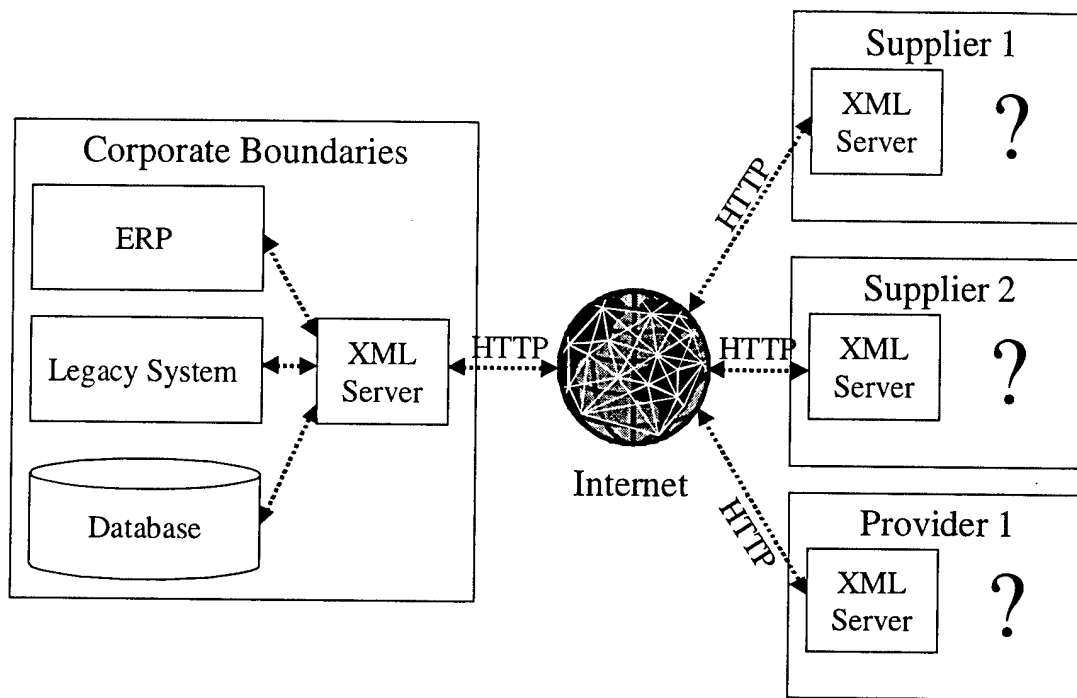 Corporate Boundaries
ERP
Legacy System
Database
XML
Server
HTTP
Internet
HTTP
HTTP
HTTP
Supplier 1
XML
Server
?
Supplier 2
XML
Server
?
Provider 1
XML
Server
?